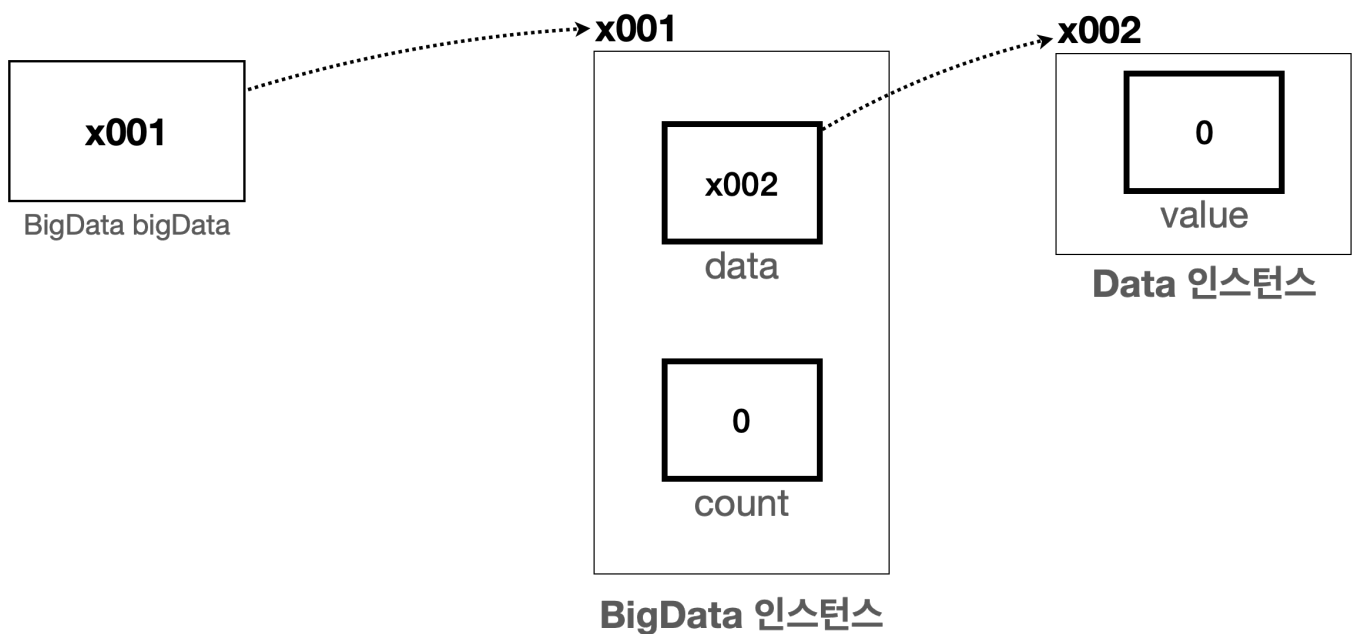 x001
BigData bigData
x001
x002
data
0
count
BigData 인스턴스
x002
0
value
Data 인스턴스